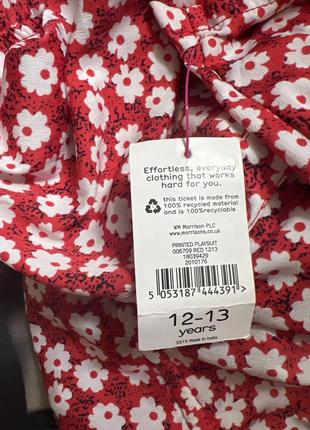 Effortless, everyday
clothing that works
hard for you.
this ticket is made from
100% recycled material
and is 100%recyclable
WM Morrison PLC
www.morrisons.co.uk
PRINTED PLAYSUIT
006709 RED 1213
18039429
2010176
5 053187 444391 >
12-13
years
SS15 Made in India